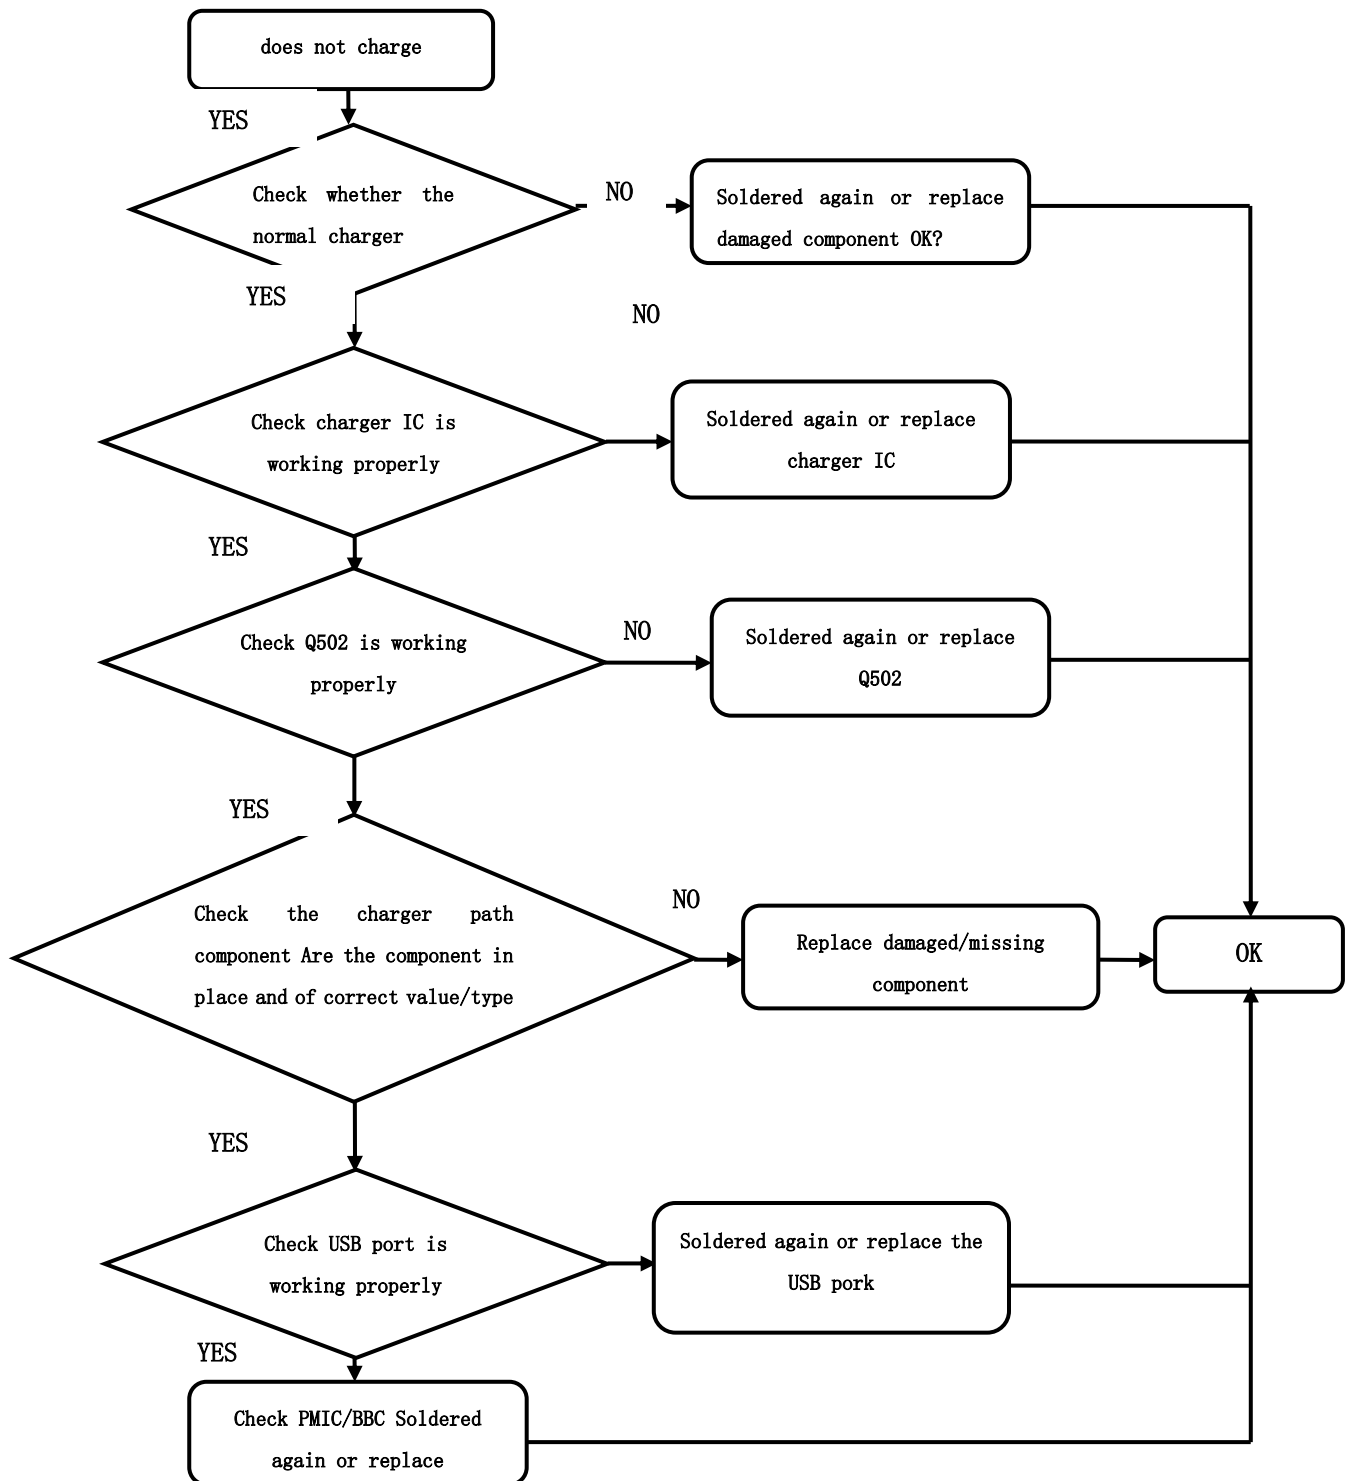 does not charge
YES
Check whether the
normal charger
NO
Soldered again or replace
damaged component OK?
YES
NO
Check charger IC is
working properly
Soldered again or replace
charger IC
YES
Check Q502 is working
properly
NO
Soldered again or replace
Q502
YES
Check the charger path
component Are the component in
place and of correct value/type
NO
Replace damaged/missing
component
OK
YES
Check USB port is
working properly
Soldered again or replace the
USB pork
YES
Check PMIC/BBC Soldered
again or replace